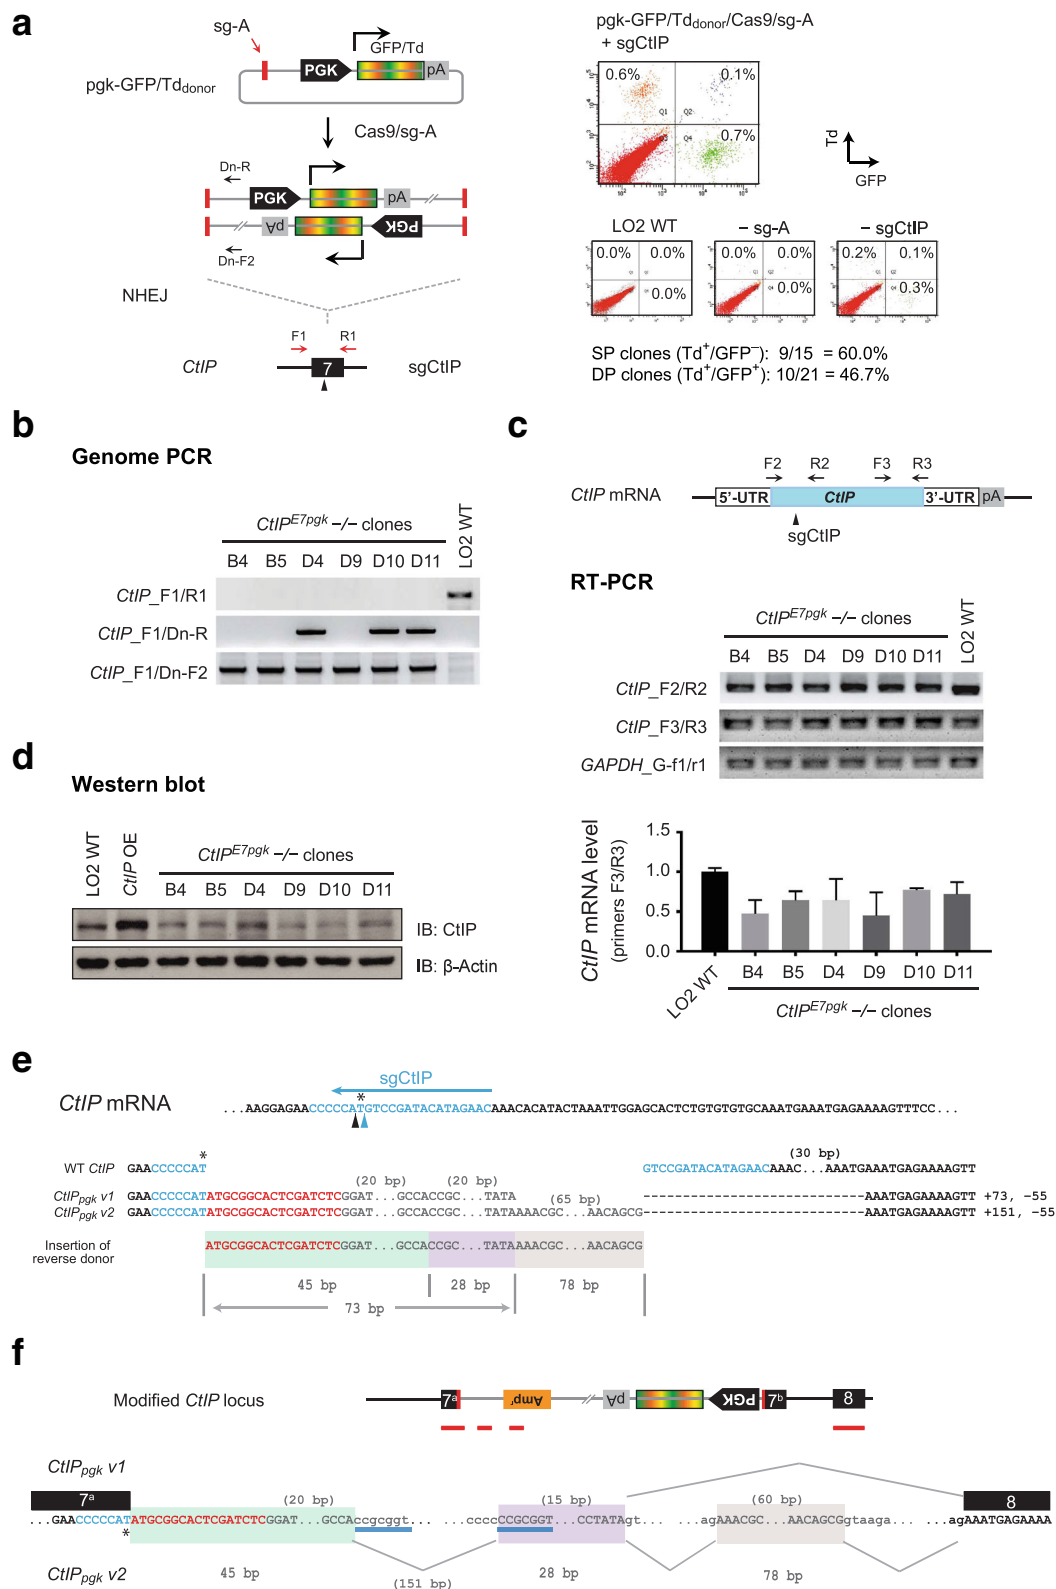 a
sg-A
GFP/Td
PGK
pA
pgk-GFP/Tddonor
Cas9/sg-A
Dn-R
PGK
pA
pA
PGK
Dn-F2
NHEJ
F1
R1
CtIP
7
sgCtIP
pgk-GFP/Tddonor/Cas9/sg-A
+ sgCtIP
0.6%
0.1%
0.7%
Td
GFP
LO2 WT
– sg-A
– sgCtIP
0.0%
0.0%
0.0%
0.0%
0.0%
0.0%
0.2%
0.1%
0.3%
SP clones (Td+/GFP–): 9/15 = 60.0%
DP clones (Td+/GFP+): 10/21 = 46.7%
b
Genome PCR
CtIPE7pgk –/– clones
LO2 WT
B4 B5 D4 D9 D10 D11
CtIP_F1/R1
CtIP_F1/Dn-R
CtIP_F1/Dn-F2
c
F2 R2 F3 R3
CtIP mRNA
5'-UTR
CtIP
3'-UTR
pA
sgCtIP
RT-PCR
CtIPE7pgk –/– clones
LO2 WT
B4 B5 D4 D9 D10 D11
CtIP_F2/R2
CtIP_F3/R3
GAPDH_G-f1/r1
CtIP mRNA level
(primers F3/R3)
1.5
1.0
0.5
0.0
LO2 WT
B4 B5 D4 D9 D10 D11
CtIPE7pgk –/– clones
d
Western blot
LO2 WT
CtIP OE
CtIPE7pgk –/– clones
B4 B5 D4 D9 D10 D11
IB: CtIP
IB: β-Actin
e
sgCtIP
*
CtIP mRNA
...AAGGAGAACCCCCATGTCCGATACATAGAACAAACACATACTAAATTGGAGCACTCTGTGTGTGCAAATGAAATGAGAAAAGTTTCC...
*
(30 bp)
WT CtIP
GAACCCCCAT
GTCCGATACATAGAACAAAC...AAATGAAATGAGAAAAGTT
(20 bp)
(20 bp)
(65 bp)
CtIPpgk v1
GAACCCCCATATGCGGCACTCGATCTCGGAT...GCCACCGC...TATA
AAATGAGAAAAGTT +73, -55
CtIPpgk v2
GAACCCCCATATGCGGCACTCGATCTCGGAT...GCCACCGC...TATAAAACGC...AACAGCG
AAATGAGAAAAGTT +151, -55
Insertion of
reverse donor
ATGCGGCACTCGATCTCGGAT...GCCACCGC...TATAAAACGC...AACAGCG
45 bp
28 bp
78 bp
73 bp
f
Modified CtIP locus
7a
Ampr
pA
PGK
7b
8
CtIPpgk v1
7a
(20 bp)
(15 bp)
(60 bp)
8
...GAACCCCCATATGCGGCACTCGATCTCGGAT...GCCAccgcggt... ...ccccCCGCGGT...CCTATAgt... ...agAAACGC...AACAGCGgtaaga... ...agAAATGAGAAAA
*
CtIPpgk v2
45 bp
(151 bp)
28 bp
78 bp